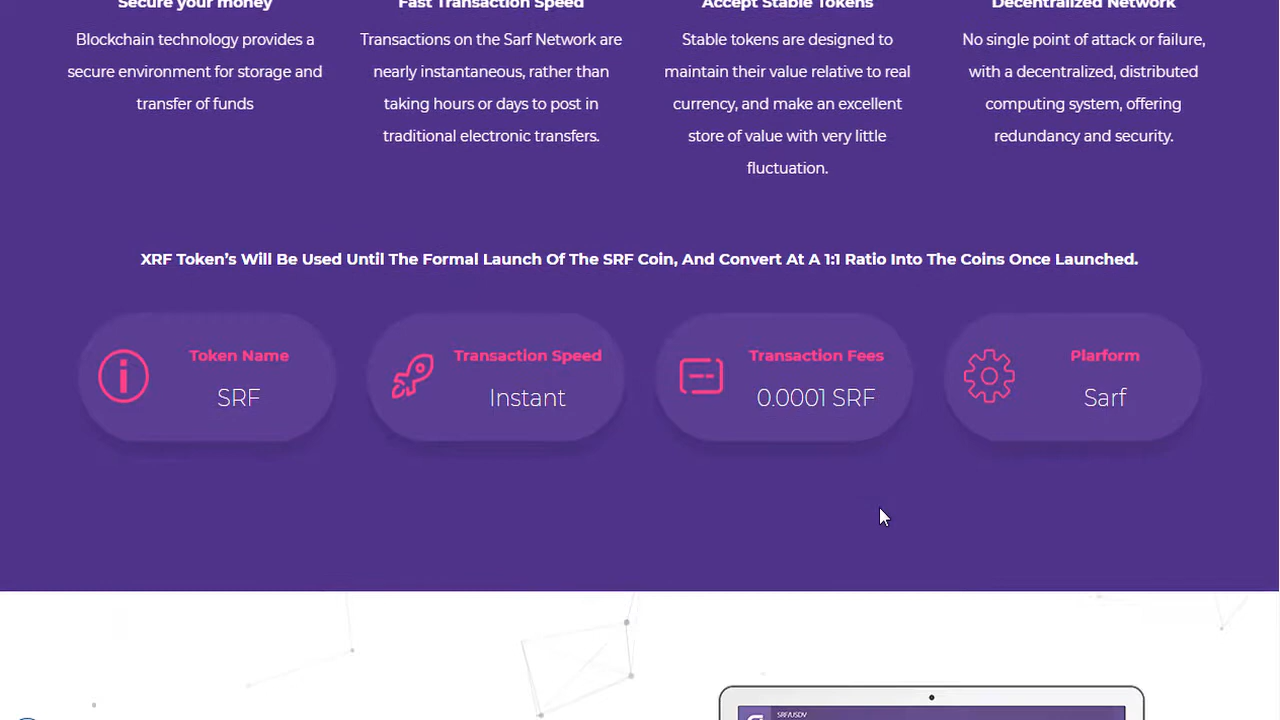 Secure your money
Blockchain technology provides a
secure environment for storage and
transfer of funds
Fast Transaction Speed
Transactions on the Sarf Network are
nearly instantaneous, rather than
taking hours or days to post in
traditional electronic transfers.
Accept Stable Tokens
Stable tokens are designed to
maintain their value relative to real
currency, and make an excellent
store of value with very little
fluctuation.
Decentralized Network
No single point of attack or failure,
with a decentralized, distributed
computing system, offering
redundancy and security.
XRF Token’s Will Be Used Until The Formal Launch Of The SRF Coin, And Convert At A 1:1 Ratio Into The Coins Once Launched.
Token Name
SRF
Transaction Speed
Instant
Transaction Fees
0.0001 SRF
Plarform
Sarf
SRF/USDV